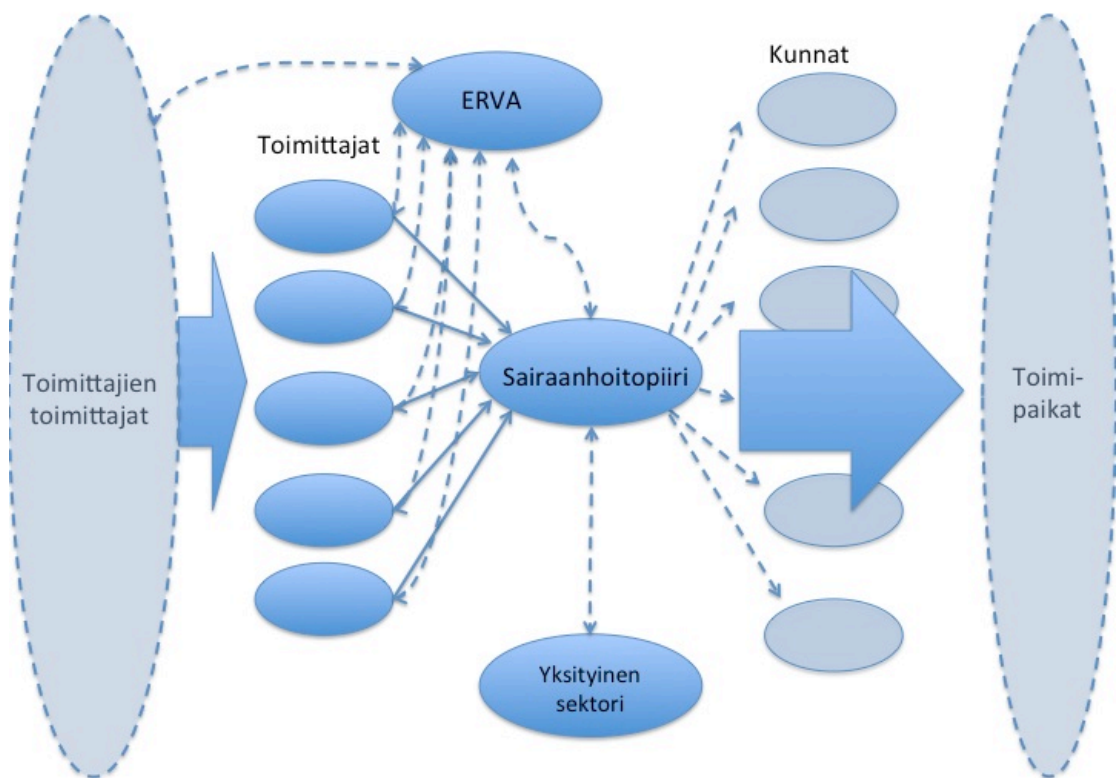 Kunnat
ERVA
Toimittajat
Sairaanhoitopiiri
Toimittajien
toimittajat
Toimi-
paikat
Yksityinen
sektori